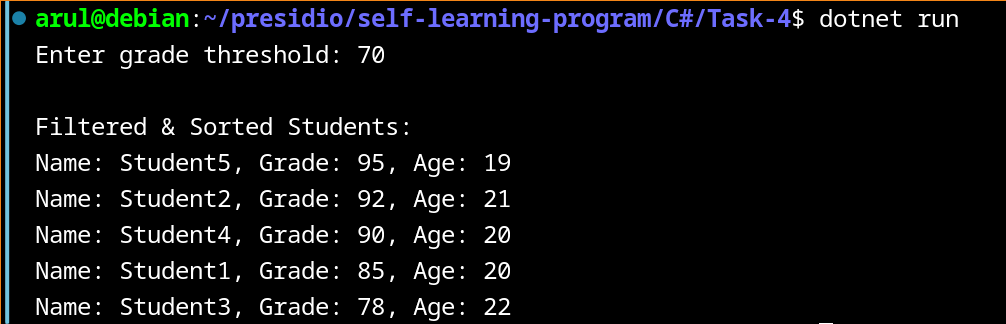 arul@debian:~/presidio/self-learning-program/C#/Task-4$ dotnet run
Enter grade threshold: 70
Filtered & Sorted Students:
Name: Student5, Grade: 95, Age: 19
Name: Student2, Grade: 92, Age: 21
Name: Student4, Grade: 90, Age: 20
Name: Student1, Grade: 85, Age: 20
Name: Student3, Grade: 78, Age: 22